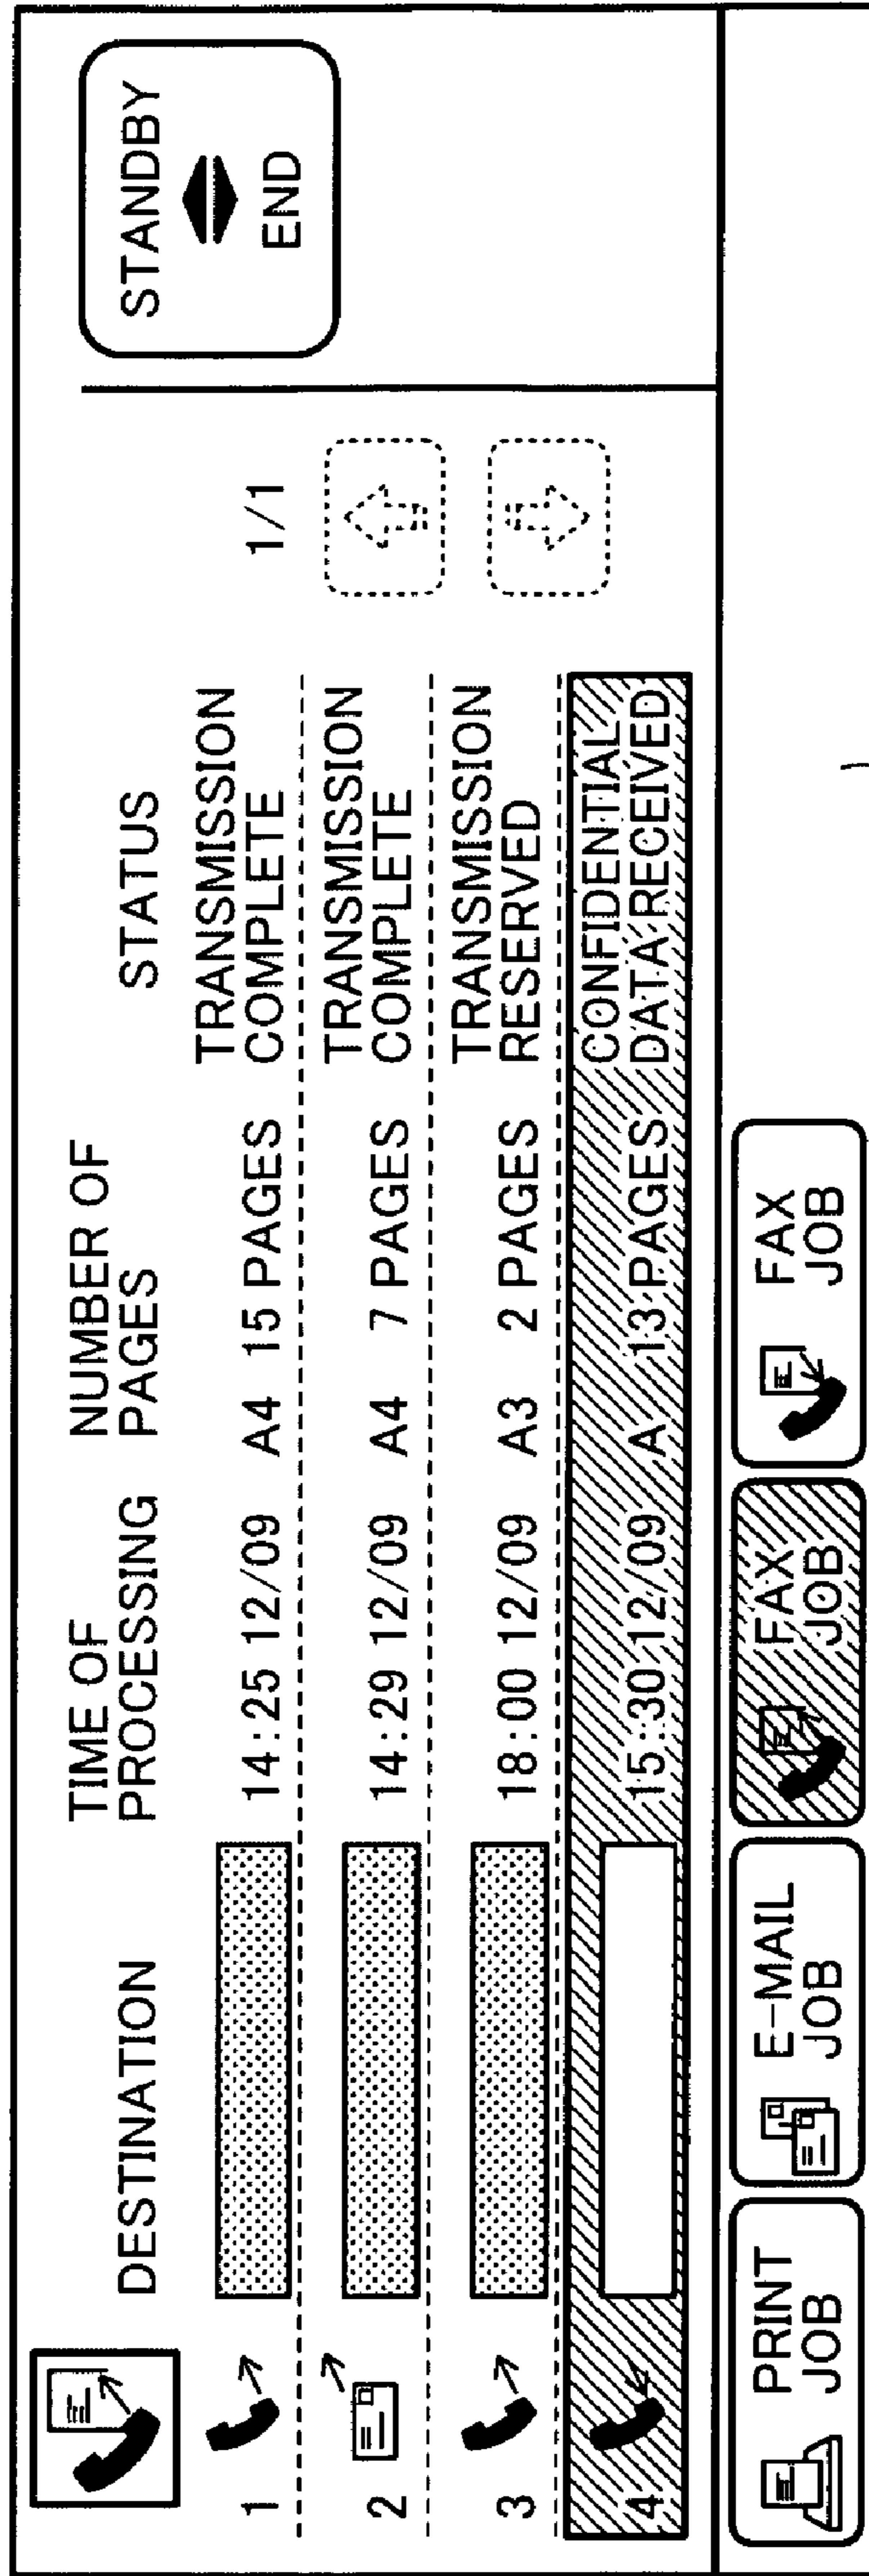 DESTINATION
TIME OF
PROCESSING
NUMBER OF
PAGES
STATUS
1 14:25 12/09 A4 15 PAGES TRANSMISSION
COMPLETE
2 14:29 12/09 A4 7 PAGES TRANSMISSION
COMPLETE
3 18:00 12/09 A3 2 PAGES TRANSMISSION
RESERVED
4 15:30 12/09 A 13 PAGES CONFIDENTIAL
DATA RECEIVED
1/1
STANDBY
END
PRINT
JOB
E-MAIL
JOB
FAX
JOB
FAX
JOB